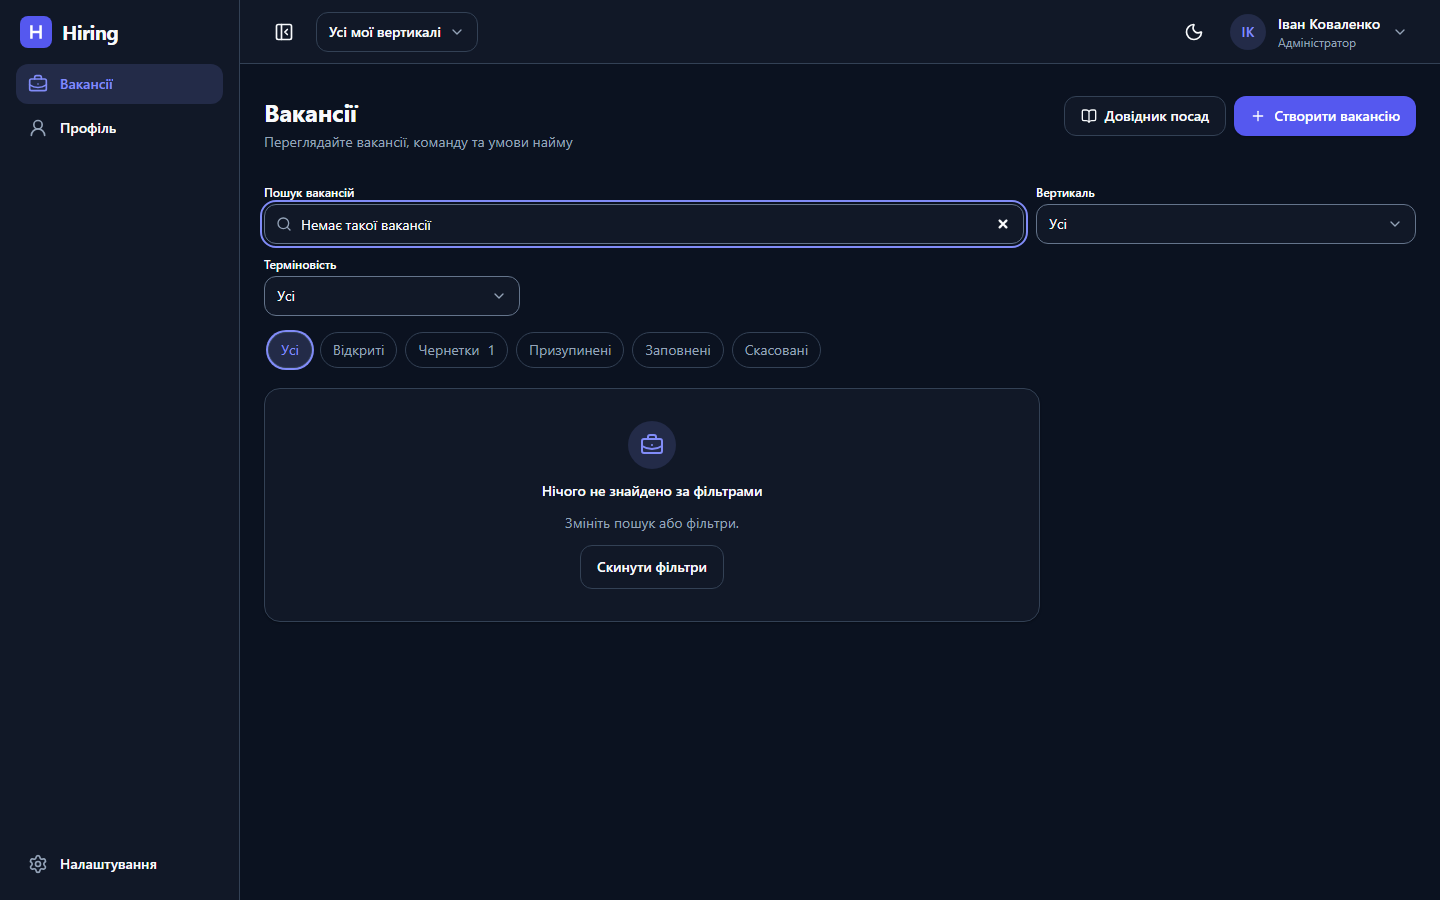 H Hiring
Усі мої вертикалі
ІК
Іван Коваленко
Адміністратор
Вакансії
Профіль
Налаштування
Вакансії
Переглядайте вакансії, команду та умови найму
Довідник посад
Створити вакансію
Пошук вакансій
Немає такої вакансії
Вертикаль
Усі
Терміновість
Усі
Усі Відкриті Чернетки 1 Призупинені Заповнені Скасовані
Нічого не знайдено за фільтрами
Змініть пошук або фільтри.
Скинути фільтри